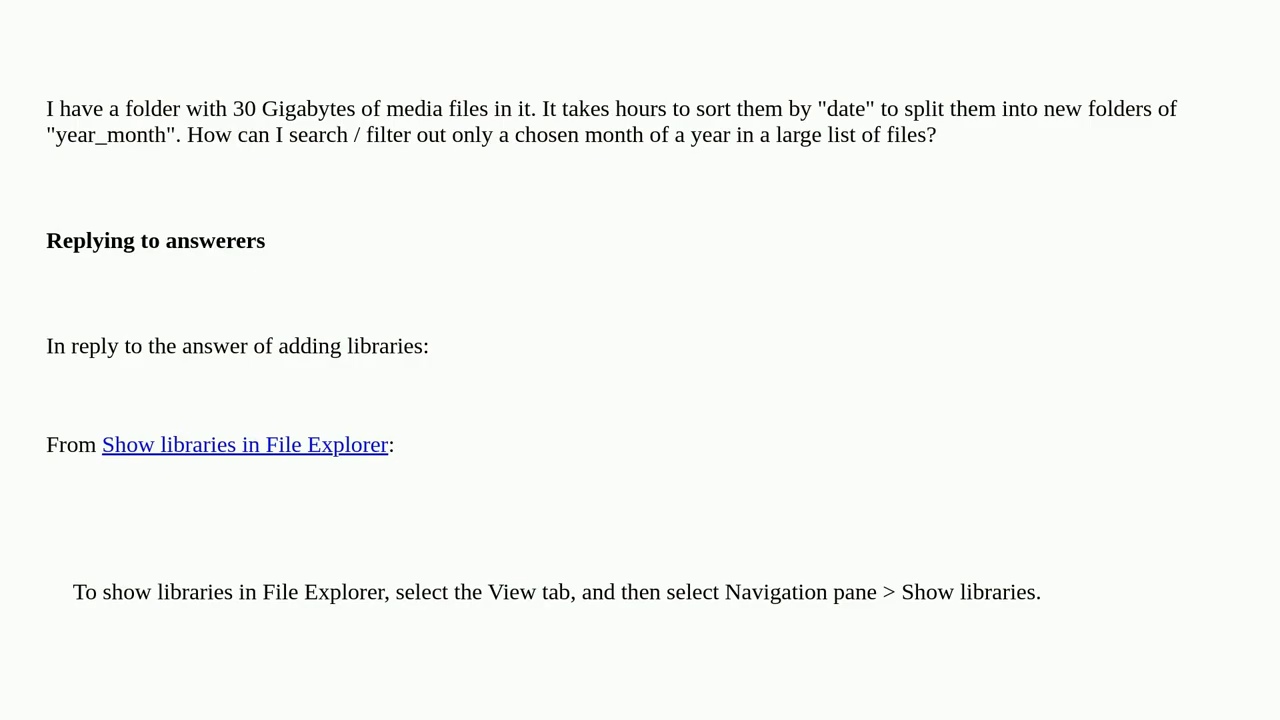 I have a folder with 30 Gigabytes of media files in it. It takes hours to sort them by "date" to split them into new folders of
"year_month". How can I search / filter out only a chosen month of a year in a large list of files?
Replying to answerers
In reply to the answer of adding libraries:
From Show libraries in File Explorer:
To show libraries in File Explorer, select the View tab, and then select Navigation pane > Show libraries.